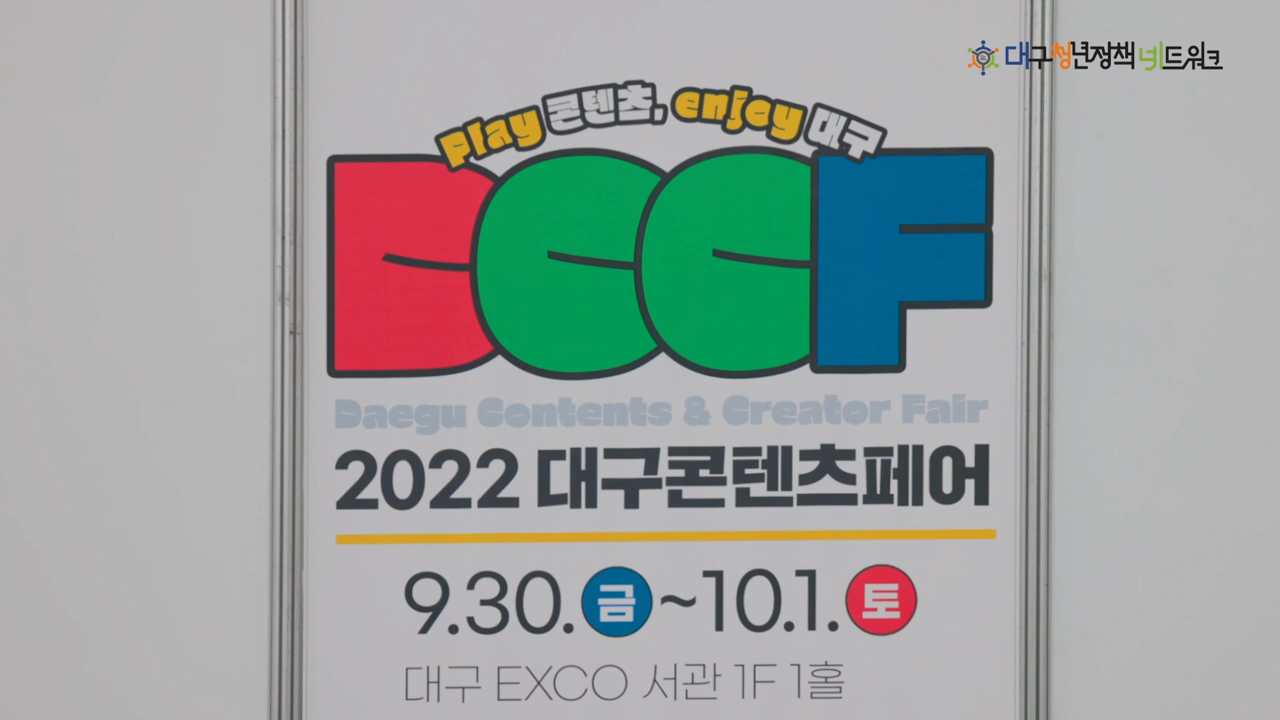 대구청년정책네트워크
play 콘텐츠, enjoy 대구
DCCF
Daegu Contents & Creator Fair
2022 대구콘텐츠페어
9.30.금~10.1.토
대구 EXCO 서관 1F 1홀